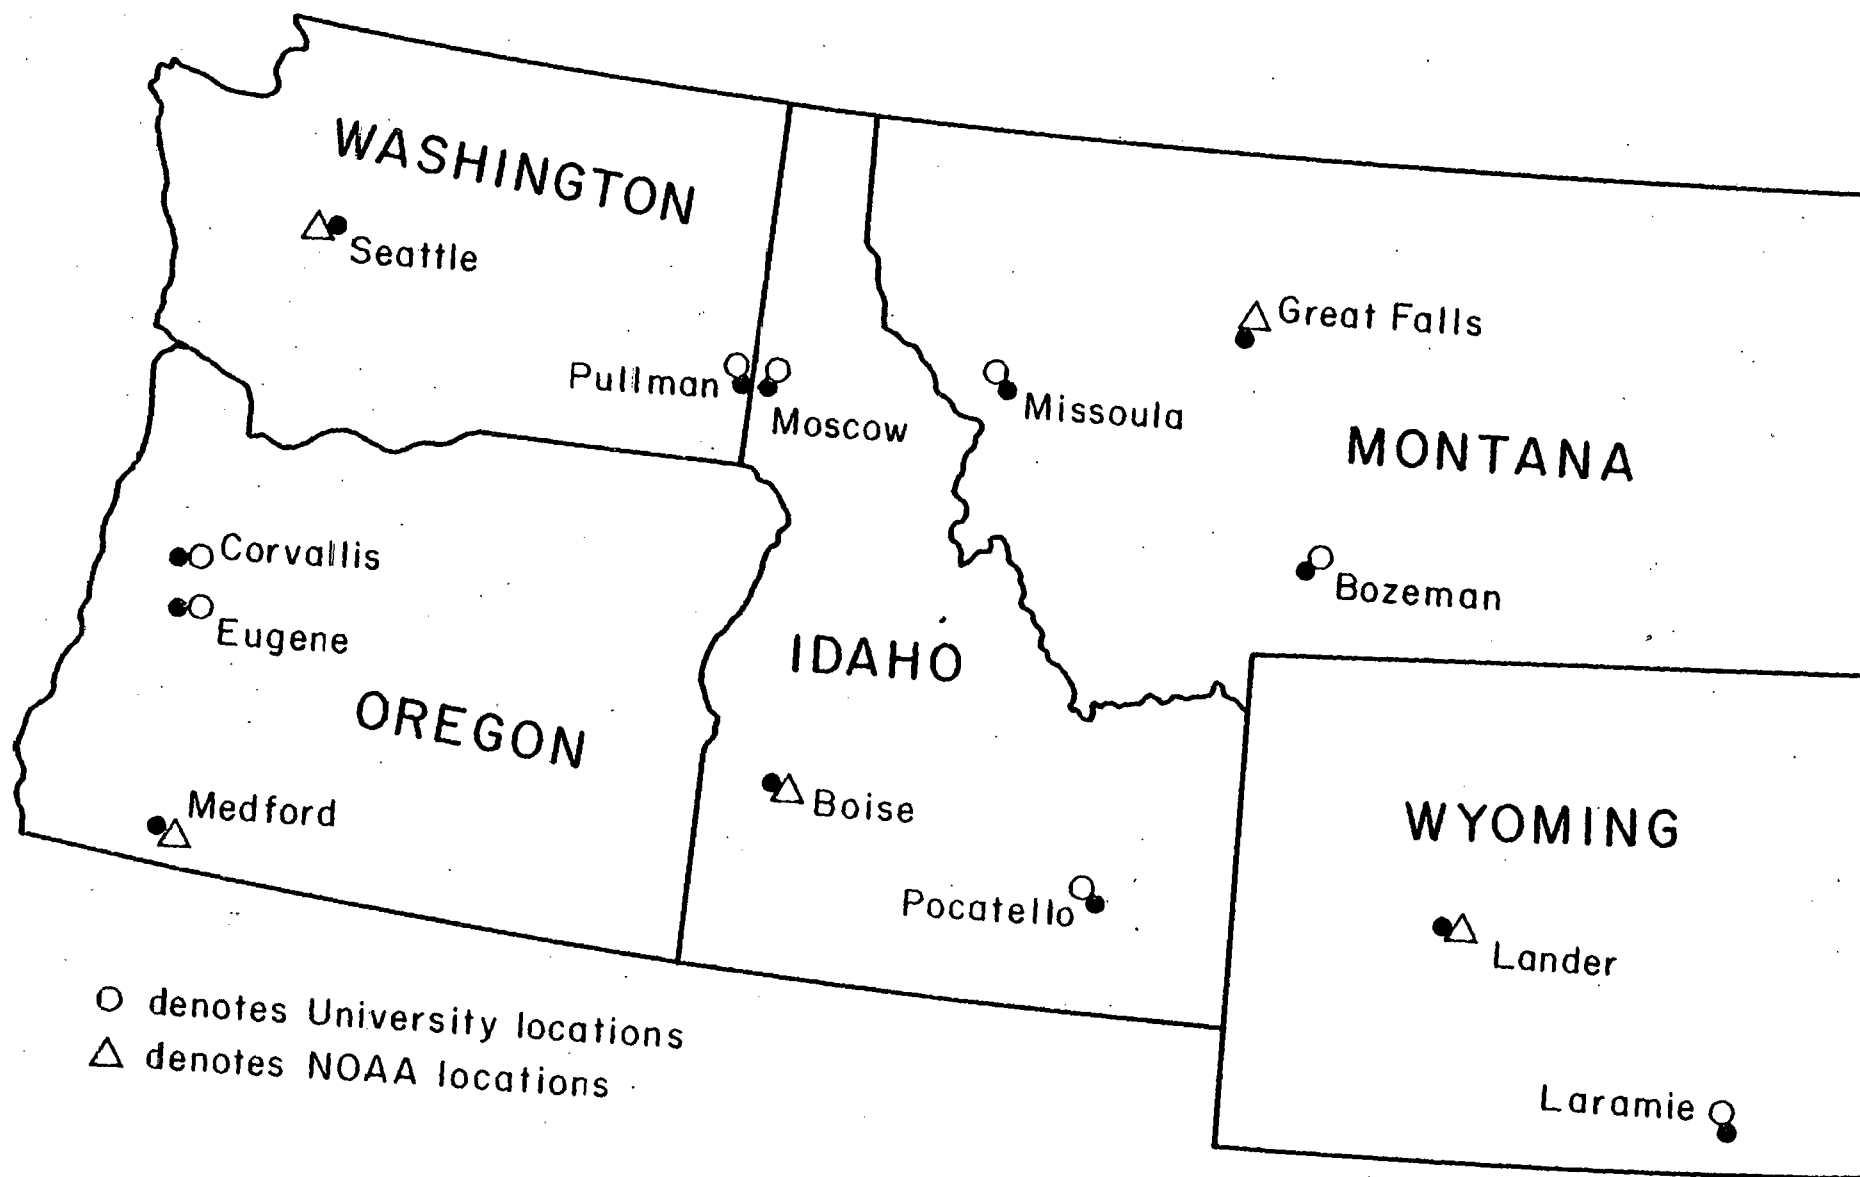 WASHINGTON
Seattle
Great Falls
Pullman
Moscow
Missoula
MONTANA
Corvallis
Bozeman
Eugene
IDAHO
OREGON
Medford
Boise
WYOMING
Pocatello
Lander
denotes University locations
denotes NOAA locations
Laramie